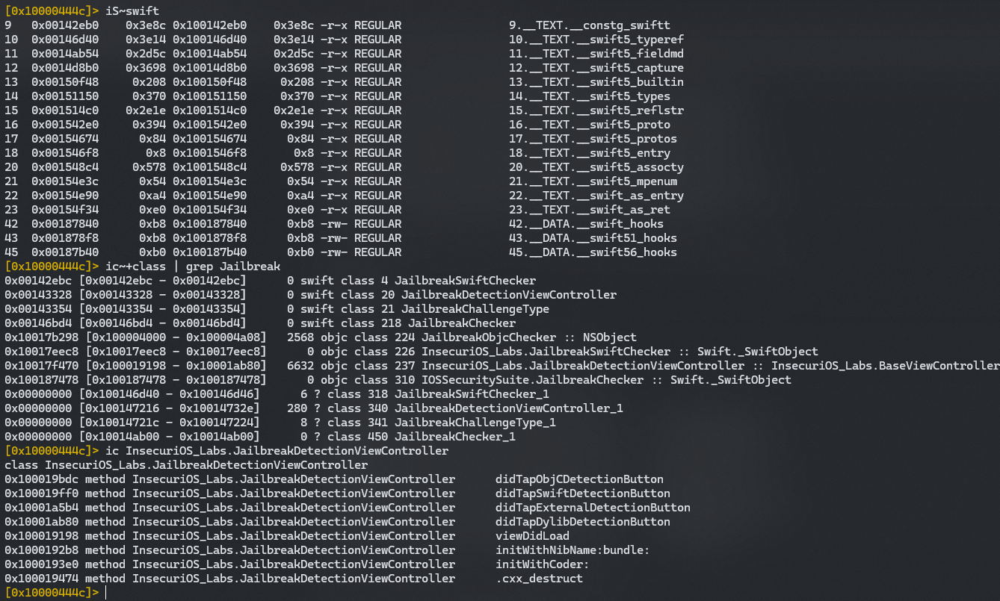 [0x10000444c]> iS~swift
9   0x00142eb0    0x3e8c 0x100142eb0    0x3e8c -r-x REGULAR                9.__TEXT.__constg_swiftt
10  0x00146d40    0x3e14 0x100146d40    0x3e14 -r-x REGULAR                10.__TEXT.__swift5_typeref
11  0x0014ab54    0x2d5c 0x10014ab54    0x2d5c -r-x REGULAR                11.__TEXT.__swift5_fieldmd
12  0x0014d8b0    0x3698 0x10014d8b0    0x3698 -r-x REGULAR                12.__TEXT.__swift5_capture
13  0x00150f48     0x208 0x100150f48     0x208 -r-x REGULAR                13.__TEXT.__swift5_builtin
14  0x00151150     0x370 0x100151150     0x370 -r-x REGULAR                14.__TEXT.__swift5_types
15  0x001514c0    0x2e1e 0x1001514c0    0x2e1e -r-x REGULAR                15.__TEXT.__swift5_reflstr
16  0x001542e0     0x394 0x1001542e0     0x394 -r-x REGULAR                16.__TEXT.__swift5_proto
17  0x00154674      0x84 0x100154674      0x84 -r-x REGULAR                17.__TEXT.__swift5_protos
18  0x001546f8       0x8 0x1001546f8       0x8 -r-x REGULAR                18.__TEXT.__swift5_entry
20  0x001548c4     0x578 0x1001548c4     0x578 -r-x REGULAR                20.__TEXT.__swift5_assocty
21  0x00154e3c      0x54 0x100154e3c      0x54 -r-x REGULAR                21.__TEXT.__swift5_mpenum
22  0x00154e90      0xa4 0x100154e90      0xa4 -r-x REGULAR                22.__TEXT.__swift_as_entry
23  0x00154f34      0xe0 0x100154f34      0xe0 -r-x REGULAR                23.__TEXT.__swift_as_ret
42  0x00187840      0xb8 0x100187840      0xb8 -rw- REGULAR                42.__DATA.__swift_hooks
43  0x001878f8      0xb8 0x1001878f8      0xb8 -rw- REGULAR                43.__DATA.__swift51_hooks
45  0x00187b40      0xb0 0x100187b40      0xb0 -rw- REGULAR                45.__DATA.__swift56_hooks
[0x10000444c]> ic~+class | grep Jailbreak
0x00142ebc [0x00142ebc - 0x00142ebc]      0 swift class 4 JailbreakSwiftChecker
0x00143328 [0x00143328 - 0x00143328]      0 swift class 20 JailbreakDetectionViewController
0x00143354 [0x00143354 - 0x00143354]      0 swift class 21 JailbreakChallengeType
0x00146bd4 [0x00146bd4 - 0x00146bd4]      0 swift class 218 JailbreakChecker
0x10017b298 [0x100004000 - 0x100004a08]   2568 objc class 224 JailbreakObjcChecker :: NSObject
0x10017eec8 [0x10017eec8 - 0x10017eec8]      0 objc class 226 InsecuriOS_Labs.JailbreakSwiftChecker :: Swift._SwiftObject
0x10017f470 [0x100019198 - 0x10001ab80]   6632 objc class 237 InsecuriOS_Labs.JailbreakDetectionViewController :: InsecuriOS_Labs.BaseViewController
0x100187478 [0x100187478 - 0x100187478]      0 objc class 310 IOSSecuritySuite.JailbreakChecker :: Swift._SwiftObject
0x00000000 [0x100146d40 - 0x100146d46]      6 ? class 318 JailbreakSwiftChecker_1
0x00000000 [0x100147216 - 0x10014732e]    280 ? class 340 JailbreakDetectionViewController_1
0x00000000 [0x10014721c - 0x100147224]      8 ? class 341 JailbreakChallengeType_1
0x00000000 [0x10014ab00 - 0x10014ab00]      0 ? class 450 JailbreakChecker_1
[0x10000444c]> ic InsecuriOS_Labs.JailbreakDetectionViewController
class InsecuriOS_Labs.JailbreakDetectionViewController
0x100019bdc method InsecuriOS_Labs.JailbreakDetectionViewController      didTapObjCDetectionButton
0x100019ff0 method InsecuriOS_Labs.JailbreakDetectionViewController      didTapSwiftDetectionButton
0x10001a5b4 method InsecuriOS_Labs.JailbreakDetectionViewController      didTapExternalDetectionButton
0x10001ab80 method InsecuriOS_Labs.JailbreakDetectionViewController      didTapDylibDetectionButton
0x100019198 method InsecuriOS_Labs.JailbreakDetectionViewController      viewDidLoad
0x1000192b8 method InsecuriOS_Labs.JailbreakDetectionViewController      initWithNibName:bundle:
0x1000193e0 method InsecuriOS_Labs.JailbreakDetectionViewController      initWithCoder:
0x100019474 method InsecuriOS_Labs.JailbreakDetectionViewController      .cxx_destruct
[0x10000444c]>